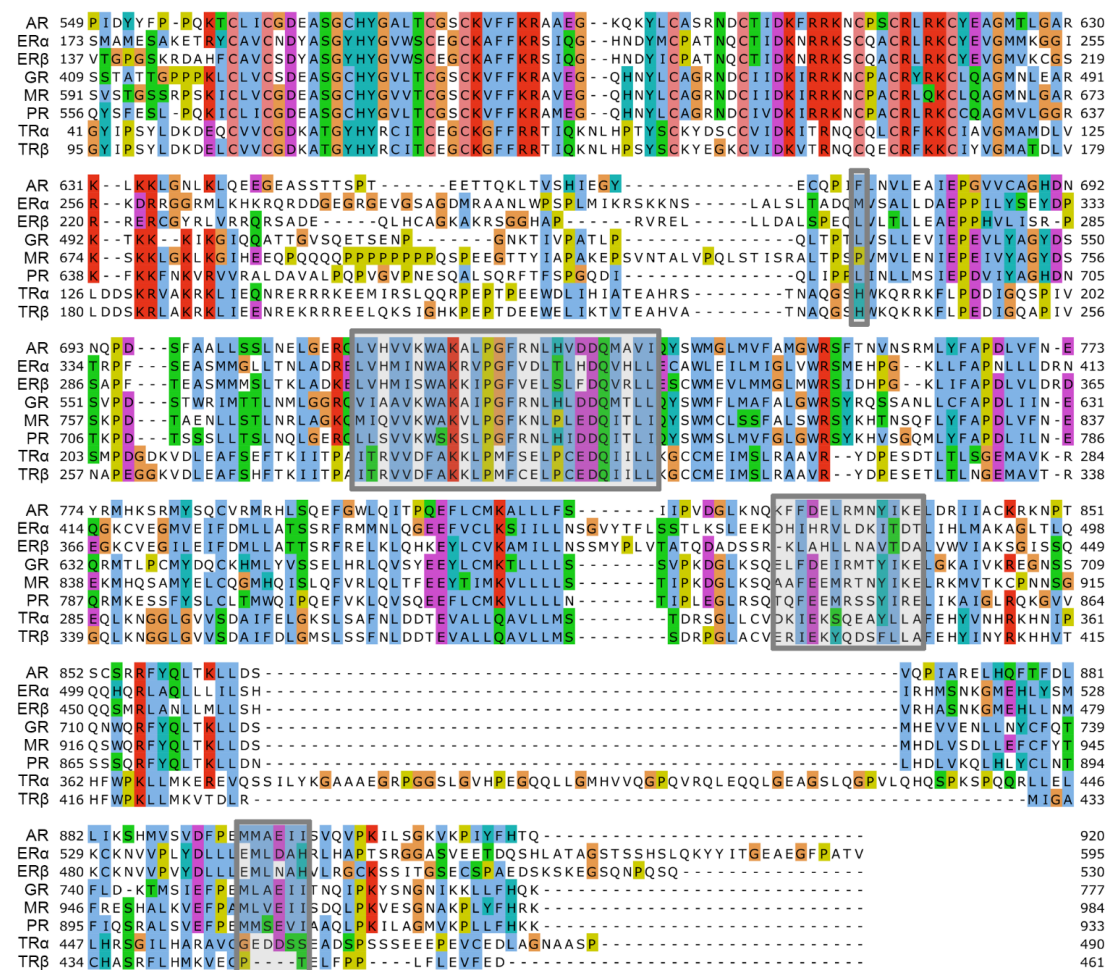 AR 549 PIDYYFP-PQKTCLICGDEASGCHYGALTCGSCKVFFKRAAEG--KQKYLCASRNDCTIDKFRRKNCPSCRLRKCYEAGMTLGAR 630
ERα 173 SMAMESAKETRYCAVCNDYASGYHYGVWSCEGCKAFFKRSIQG--HNDYMCPATNQCTIDKNRRKSCQACRLRKCYEVGMMKGGI 255
ERβ 137 VTGPGSKRDAHFCAVCSDYASGYHYGVWSCEGCKAFFKRSIQG--HNDYICPATNQCTIDKNRRKSCQACRLRKCYEVGMVKCGS 219
GR 409 SSTATTGPPPKLCLVCSDEASGCHYGVLTCGSCKVFFKRAVEG--QHNYLCAGRNDCIIDKIRRKNCPACRYRKCLQAGMNLEAR 491
MR 591 SVSTGSSRPSKICLVCGDEASGCHYGVVTCGSCKVFFKRAVEG--QHNYLCAGRNDCIIDKIRRKNCPACRLQKCLQAGMNLGAR 673
PR 556 QYSFESL-PQKICLICGDEASGCHYGVLTCGSCKVFFKRAMEG--QHNYLCAGRNDCIVDKIRRKNCPACRLRKCCQAGMVLGGR 637
TRα 41 GYIPSYLDKDEQCVVCGDKATGYHYRCITCEGCKGFFRRTIQKNLHPTYSCKYDSCCVIDKITRNQCQLCRFKKCIAVGMAMDLV 125
TRβ 95 GYIPSYLDKDELCVVCGDKATGYHYRCITCEGCKGFFRRTIQKNLHPSYSCKYEGKCVIDKVTRNQCQECRFKKCIYVGMATDLV 179
AR 631 K--LKKLGNLKLQEEGEASSTTSPT------EETTQKLTVSHIEGY---------------ECQPIFLNVLEAIEPGVVCAGHDN 692
ERα 256 K--KDRRGGRMLKHKRQRDDGEGRGEVGSAGDMRAANLWPSPLMIKRSKKNS------LALSLTADQMVSALLDAEPPILYSEYDP 333
ERβ 220 R--RERCGYRLVRRQRSADE-----QLHCAGKAKRSGGHAP------RVREL------LLDALSPEQLVLTLLEAEPPHVLISR-PS 285
GR 492 K--TKK--KIKGIQQATTGVSQETSENP----GNKTIVPATLP-----------------QLTPTLVSLLEVIEPEVLYAGYDS 550
MR 674 K--SKKLGKLKGIHEEQPQQQQPPPPPPPPQSPEEGTTYIAPAKEPSVNTALVPQLSTISRALTPSPVMVLENIEPEIVYAGYDS 756
PR 638 K--FKKFNKVRVVRALDAVALPQPVGVPNESQALSQRFTFSPGQDI---------------QLIPPLINLLMSIEPDVIYAGHDN 705
TRα 126 LDDSKRVAKRKLIEQNRERRRKEEMIRSLQQRPEPTPEEWDLIHIATEAHRS--------TNAQGSHWKQRRKFLPDDIGQSPIV 202
TRβ 180 LDDSKRLAKRKLIEENREKRRREELQKSIGHKPEPTDEEWELIKTVTEAHVA--------TNAQGSHWKQKRKFLPEDIGQAPIV 256
AR 693 NQPD---SFAALLSSLNELGERQLVHVVKWAKALPGFRNLHVDDQMAVIQYSWMGLMVFAMGWRSFTNVNSRMLYFAPDLVFN-E 773
ERα 334 TRPF---SEASMMGLLTNLADRELVHMINWAKRVPGFVDLTLHDQVHLLECAWLEILMIGLVWRSMEHPG--KLLFAPNLLLDRN 413
ERβ 286 SAPF---TEASMMMSLTKLADKELVHMISWAKKIPGFVELSLFDQVRLLESCWMEVLMMGLMWRSIDHPG--KLIFAPDLVLDRD 365
GR 551 SVPD---STWRIMTTLNMLGGRQVIAAVKWAKAIPGFRNLHLDDQMTLLQYSWMFLMAFALGWRSYRQSSANLLCFAPDLIIN-E 631
MR 757 SKPD---TAENLLSTLNRLAGKQMIQVVKWAKVLPGFKNLPLEDQITLIQYSWMCLSSFALSWRSYKHTNSQFLYFAPDLVFN-E 837
PR 706 TKPD---TSSSLLTSLNQLGERQLLSVVKWSKSLPGFRNLHIDDQITLIQYSWMSLMVFGLGWRSYKHVSGQMLYFAPDLILN-E 786
TRα 203 SMPDGDKVDLEAFSEFTKIITPAITRVVDFAKKLPMFSELPCEDQIILLKGCCMEIMSLRAAVR--YDPESDTLTLSGEMAVK-R 284
TRβ 257 NAPEGGKVDLEAFSHFTKIITPAITRVVDFAKKLPMFCELPCEDQIILLKGCCMEIMSLRAAVR--YDPESETLTLNGEMAVT-R 338
AR 774 YRMHKSRMYSQCVRMRHLSQEFGWLQITPQEFLCMKALLLFS---------IIPVDGLKNQKFFDELRMNYIKELDRIIACKRKNPT 851
ERα 414 QGKCVEGMVEIFDMLLATSSRFRMMNLQGEEFVCLKSIILLNSGVYTFLSSTLKSLEEKDHIHRVLDKITDTLIHLMAKAGLTLQ 498
ERβ 366 EGKCVEGILEIFDMLLATTSRFRELKLQHKEYLCVKAMILLNSSMYPLVTATQDADSSR-KLAHLLNAVTDALVWVIAKSGISSQ 449
GR 632 QRMTLPCMYDQCKHMLYVSSELHRLQVSYEEYLCMKTLLLLS-------SVPKDGLKSQELFDEIRMTYIKELGKAIVKREGNSS 709
MR 838 EKMHQSAMYELCQGMHQISLQFVRLQLTFEEYTIMKVLLLLS-------TIPKDGLKSQAAFEEMRTNYIKELRKMVTKCPNNSG 915
PR 787 QRMKESSFYSLCLTMWQIPQEFVKLQVSQEEFLCMKVLLLLN-------TIPLEGLRSQTQFEEMRSSYIRELIKAIGLRQKGVV 864
TRα 285 EQLKNGGLGVVSDAIFELGKSLSAFNLDDTEVALLQAVLLMS-------TDRSGLLCVDKIEKSQEAYLLAFEHYVNHRKHNIP 361
TRβ 339 GQLKNGGLGVVSDAIFDLGMSLSSFNLDDTEVALLQAVLLMS-------SDRPGLACVERIEKYQDSFLLAFEHYINYRKHHVT 415
AR 852 SCSRRFYQLTKLLDS------------------------------------------------------VQPIARELHQFTFDL 881
ERα 499 QQHQRLAQLLLILSH------------------------------------------------------IRHMSNKGMEHLYSM 528
ERβ 450 QQSMRLANLLMLLSH------------------------------------------------------VRHASNKGMEHLLNM 479
GR 710 QNWQRFYQLTKLLDS------------------------------------------------------MHEVVENLLNYCFQT 739
MR 916 QSWQRFYQLTKLLDS------------------------------------------------------MHDLVSDLLEFCFYT 945
PR 865 SSSQRFYQLTKLLDN------------------------------------------------------LHDLVKQLHLYCLNT 894
TRα 362 HFWPKLLMKEREVQSSILYKGAAAEGRPGGSLGVHPEGQQLLGMHVVQGPQVRQLEQQLGEAGSLQGPVLQHQSPKSPQQRLLEL 446
TRβ 416 HFWPKLLMKVTDLR-------------------------------------------------------------------MIGA 433
AR 882 LIKSHMVSVDFPEMMAEIISVQVPKILSGKVKPIYFHTQ---------------------------- 920
ERα 529 KCKNVVPLYDLLLEMLDAHRLHAPTSRGGASVEETDQSHLATAGSTSSHSLQKYYITGEAEGFPATV 595
ERβ 480 KCKNVVPVYDLLLEMLNAHVLRGCKSSITGSECSPAEDSKSKEGSQNPQSQ---------------- 530
GR 740 FLD-KTMSIEFPEMLAEIITNQIPKYSNGNIKKLLFHQK---------------------------- 777
MR 946 FRESHALKVEFPAMLVEIISDQLPKVESGNAKPLYFHRK---------------------------- 984
PR 895 FIQSRALSVEFPEMMSEVIAAQLPKILAGMVKPLLFHKK---------------------------- 933
TRα 447 LHRSGILHARAVCGEDDSSEADSPSSSEEEPEVCEDLAGNAASP----------------------- 490
TRβ 434 CHASRFLHMKVECP----TELFPP---LFLEVFED-------------------------------- 461